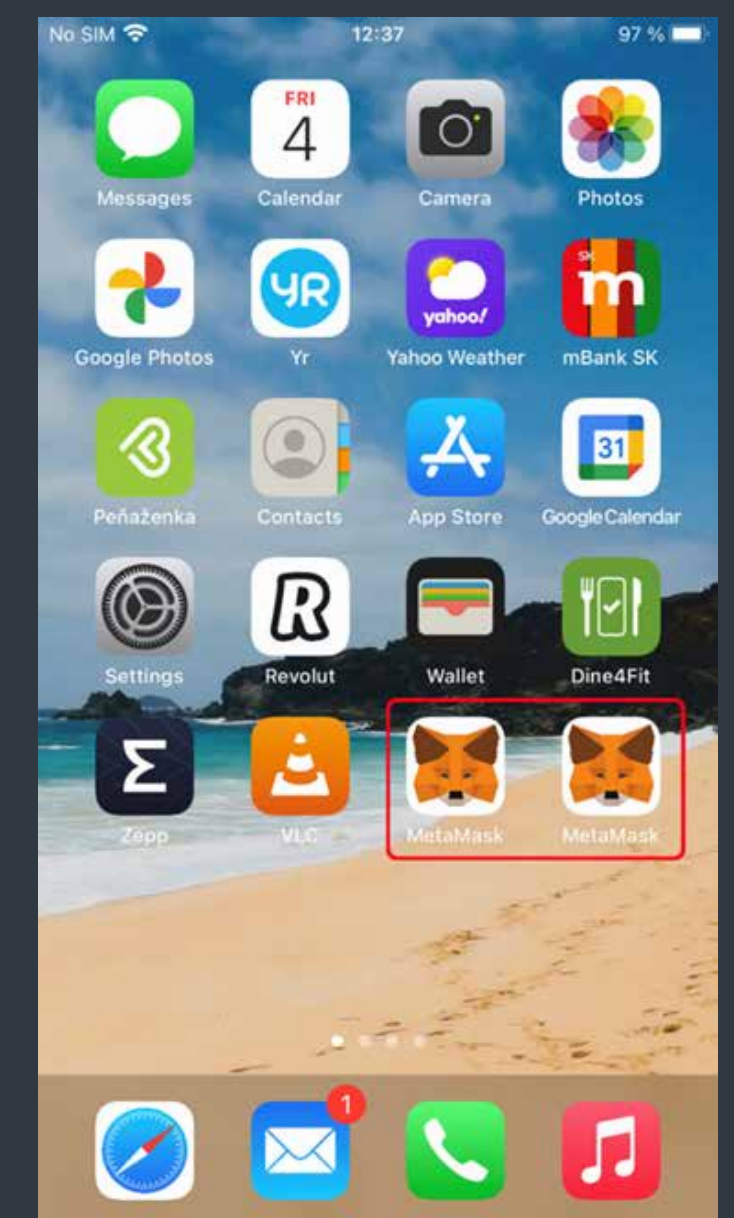 No SIM 12:37 97 %
FRI
4
Messages Calendar Camera Photos
yr yahoo! SK m
Google Photos Yr Yahoo Weather mBank SK
31
Peňaženka Contacts App Store Google Calendar
R
Settings Revolut Wallet Dine4Fit
Σ
Zepp VLC MetaMask MetaMask
1